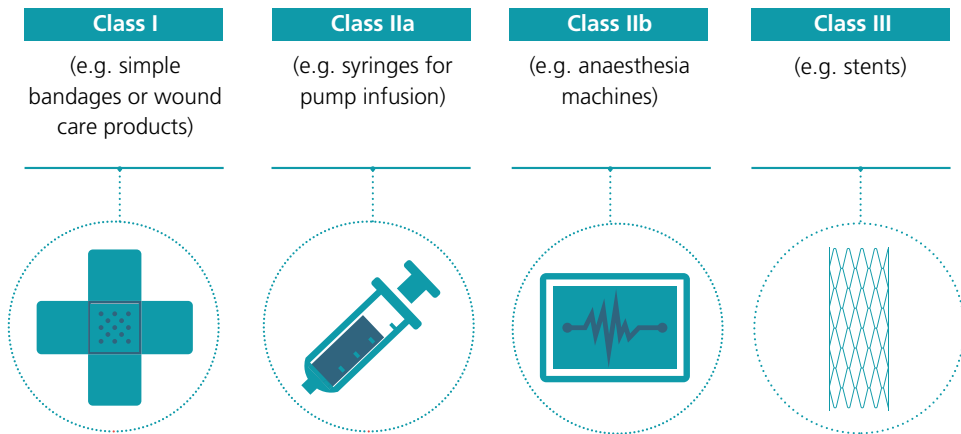 Class I
(e.g. simple
bandages or wound
care products)
Class IIa
(e.g. syringes for
pump infusion)
Class IIb
(e.g. anaesthesia
machines)
Class III
(e.g. stents)